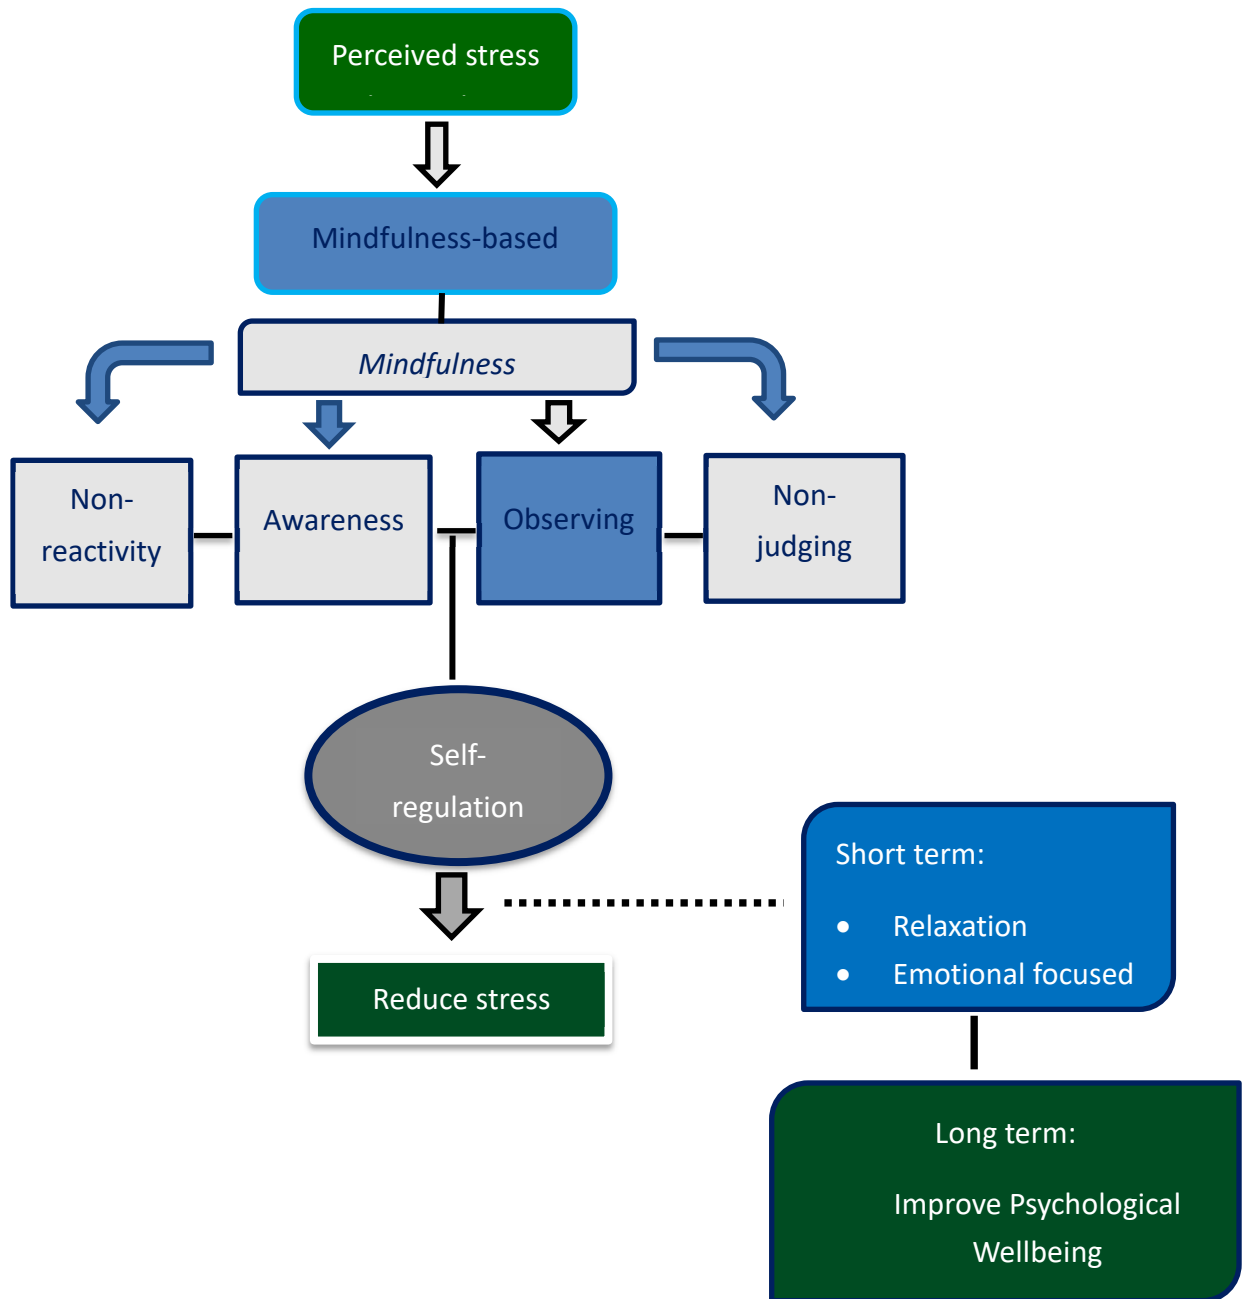 Perceived stress
Mindfulness-based
Mindfulness
Non-
reactivity
Awareness
Observing
Non-
judging
Self-
regulation
Reduce stress
Short term:
• Relaxation
• Emotional focused
Long term:
Improve Psychological
Wellbeing